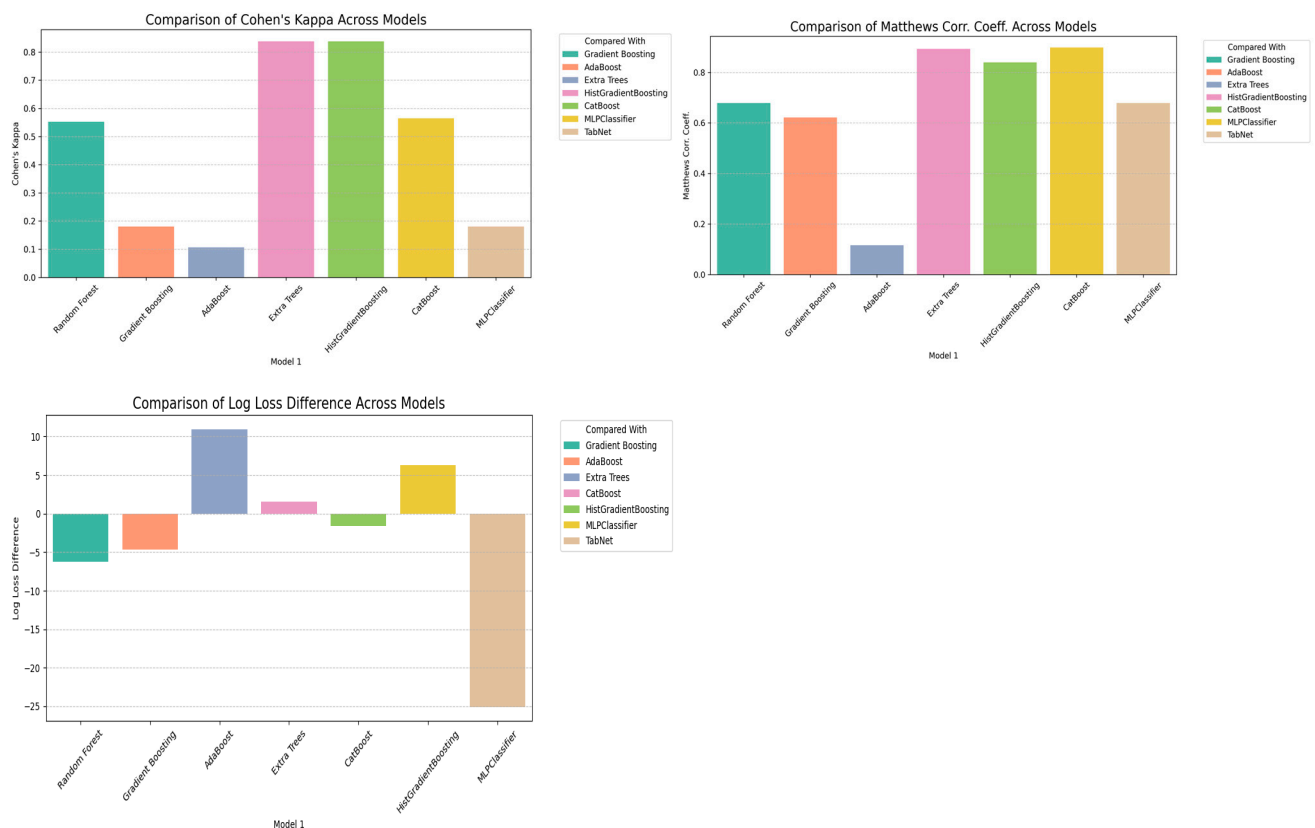 Comparison of Cohen's Kappa Across Models
Cohen's Kappa
0.8
0.7
0.6
0.5
0.4
0.3
0.2
0.1
0.0
Random Forest
Gradient Boosting
AdaBoost
Extra Trees
HistGradientBoosting
CatBoost
MLPClassifier
Model 1
Compared With
Gradient Boosting
AdaBoost
Extra Trees
HistGradientBoosting
CatBoost
MLPClassifier
TabNet
Comparison of Matthews Corr. Coeff. Across Models
Matthews Corr. Coeff.
0.8
0.6
0.4
0.2
0.0
Random Forest
Gradient Boosting
AdaBoost
Extra Trees
HistGradientBoosting
CatBoost
MLPClassifier
Model 1
Compared With
Gradient Boosting
AdaBoost
Extra Trees
HistGradientBoosting
CatBoost
MLPClassifier
TabNet
Comparison of Log Loss Difference Across Models
Log Loss Difference
10
5
0
−5
−10
−15
−20
−25
Random Forest
Gradient Boosting
AdaBoost
Extra Trees
CatBoost
HistGradientBoosting
MLPClassifier
Model 1
Compared With
Gradient Boosting
AdaBoost
Extra Trees
CatBoost
HistGradientBoosting
MLPClassifier
TabNet